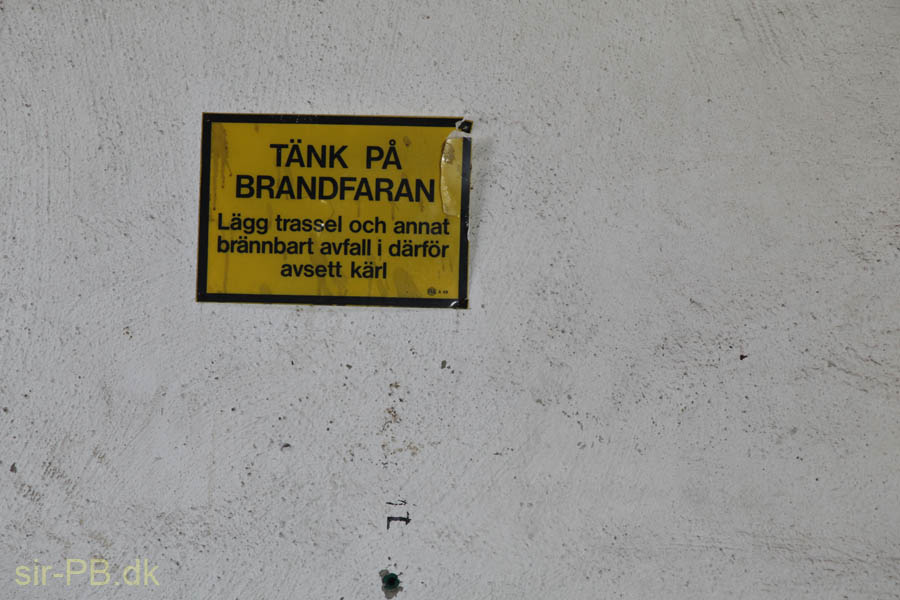 TÄNK PÅ
BRANDFARAN
Lägg trassel och annat
brännbart avfall i därför
avsett kärl
sir-PB.dk